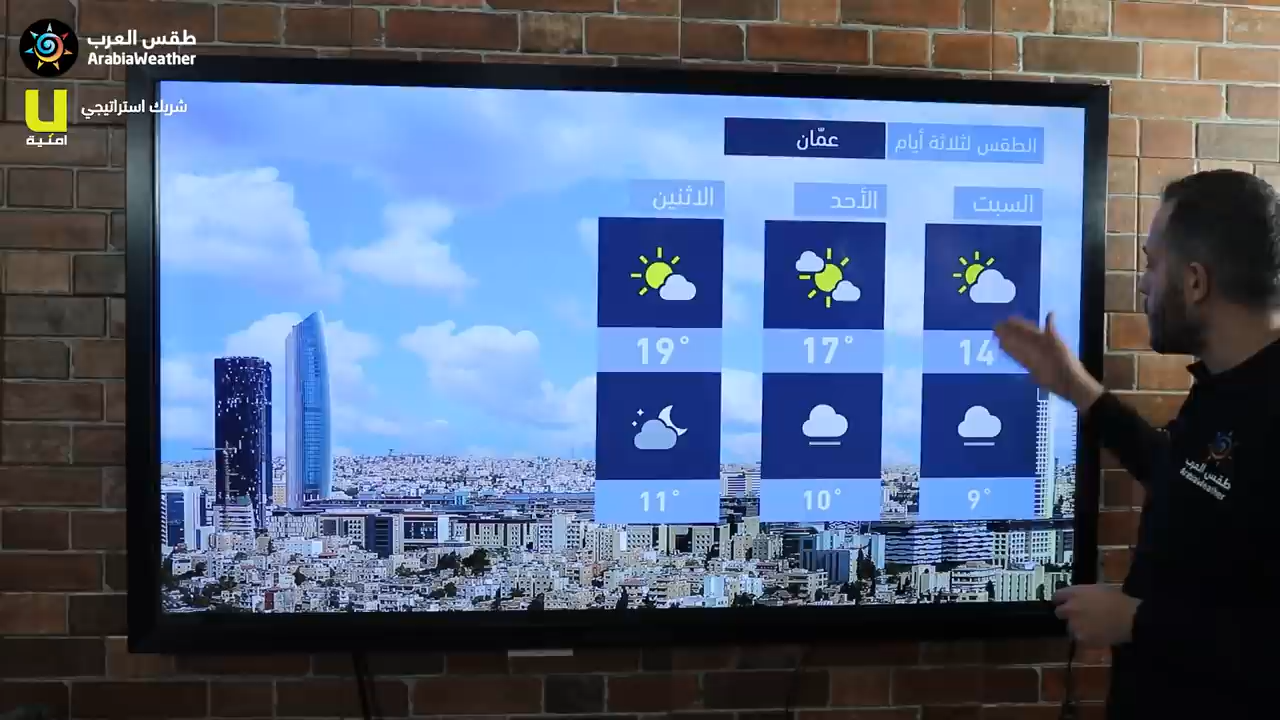 طقس العرب
ArabiaWeather
شريك استراتيجي
أمنية
الطقس لثلاثة أيام
عمّان
السبت
الأحد
الاثنين
14
17°
19°
9°
10°
11°
طقس العرب
ArabiaWeather